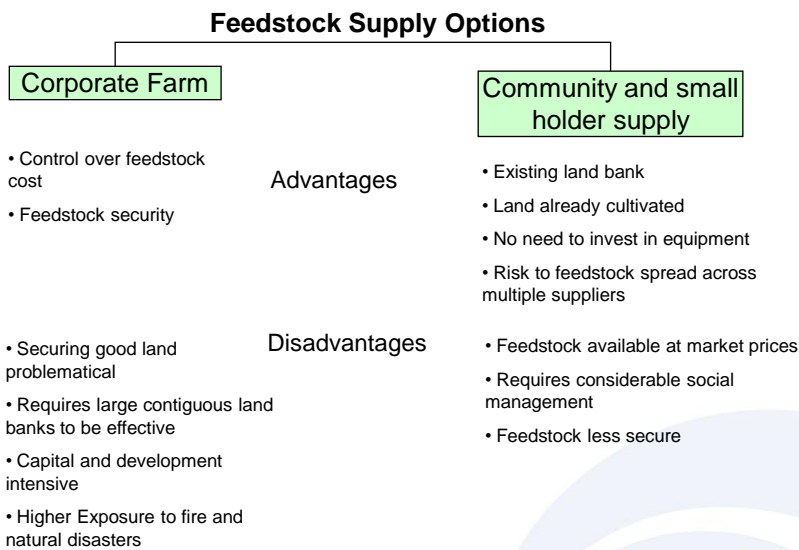 Feedstock Supply Options
Corporate Farm
Community and small
holder supply
Advantages
• Control over feedstock
cost
• Feedstock security
• Existing land bank
• Land already cultivated
• No need to invest in equipment
• Risk to feedstock spread across
multiple suppliers
Disadvantages
• Securing good land
problematical
• Requires large contiguous land
banks to be effective
• Capital and development
intensive
• Higher Exposure to fire and
natural disasters
• Feedstock available at market prices
• Requires considerable social
management
• Feedstock less secure